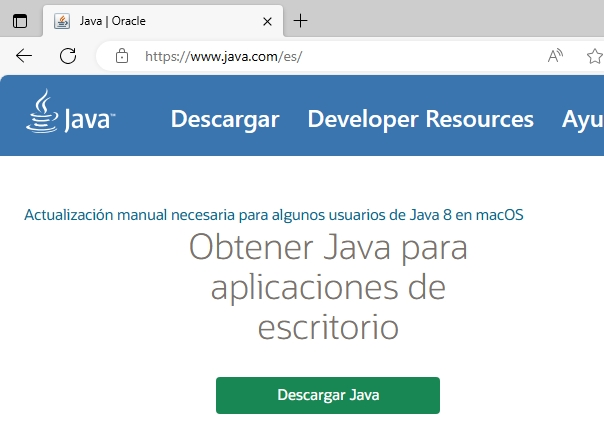 Java | Oracle
https://www.java.com/es/
Java™ Descargar Developer Resources Ayu
Actualización manual necesaria para algunos usuarios de Java 8 en macOS
Obtener Java para
aplicaciones de
escritorio
Descargar Java